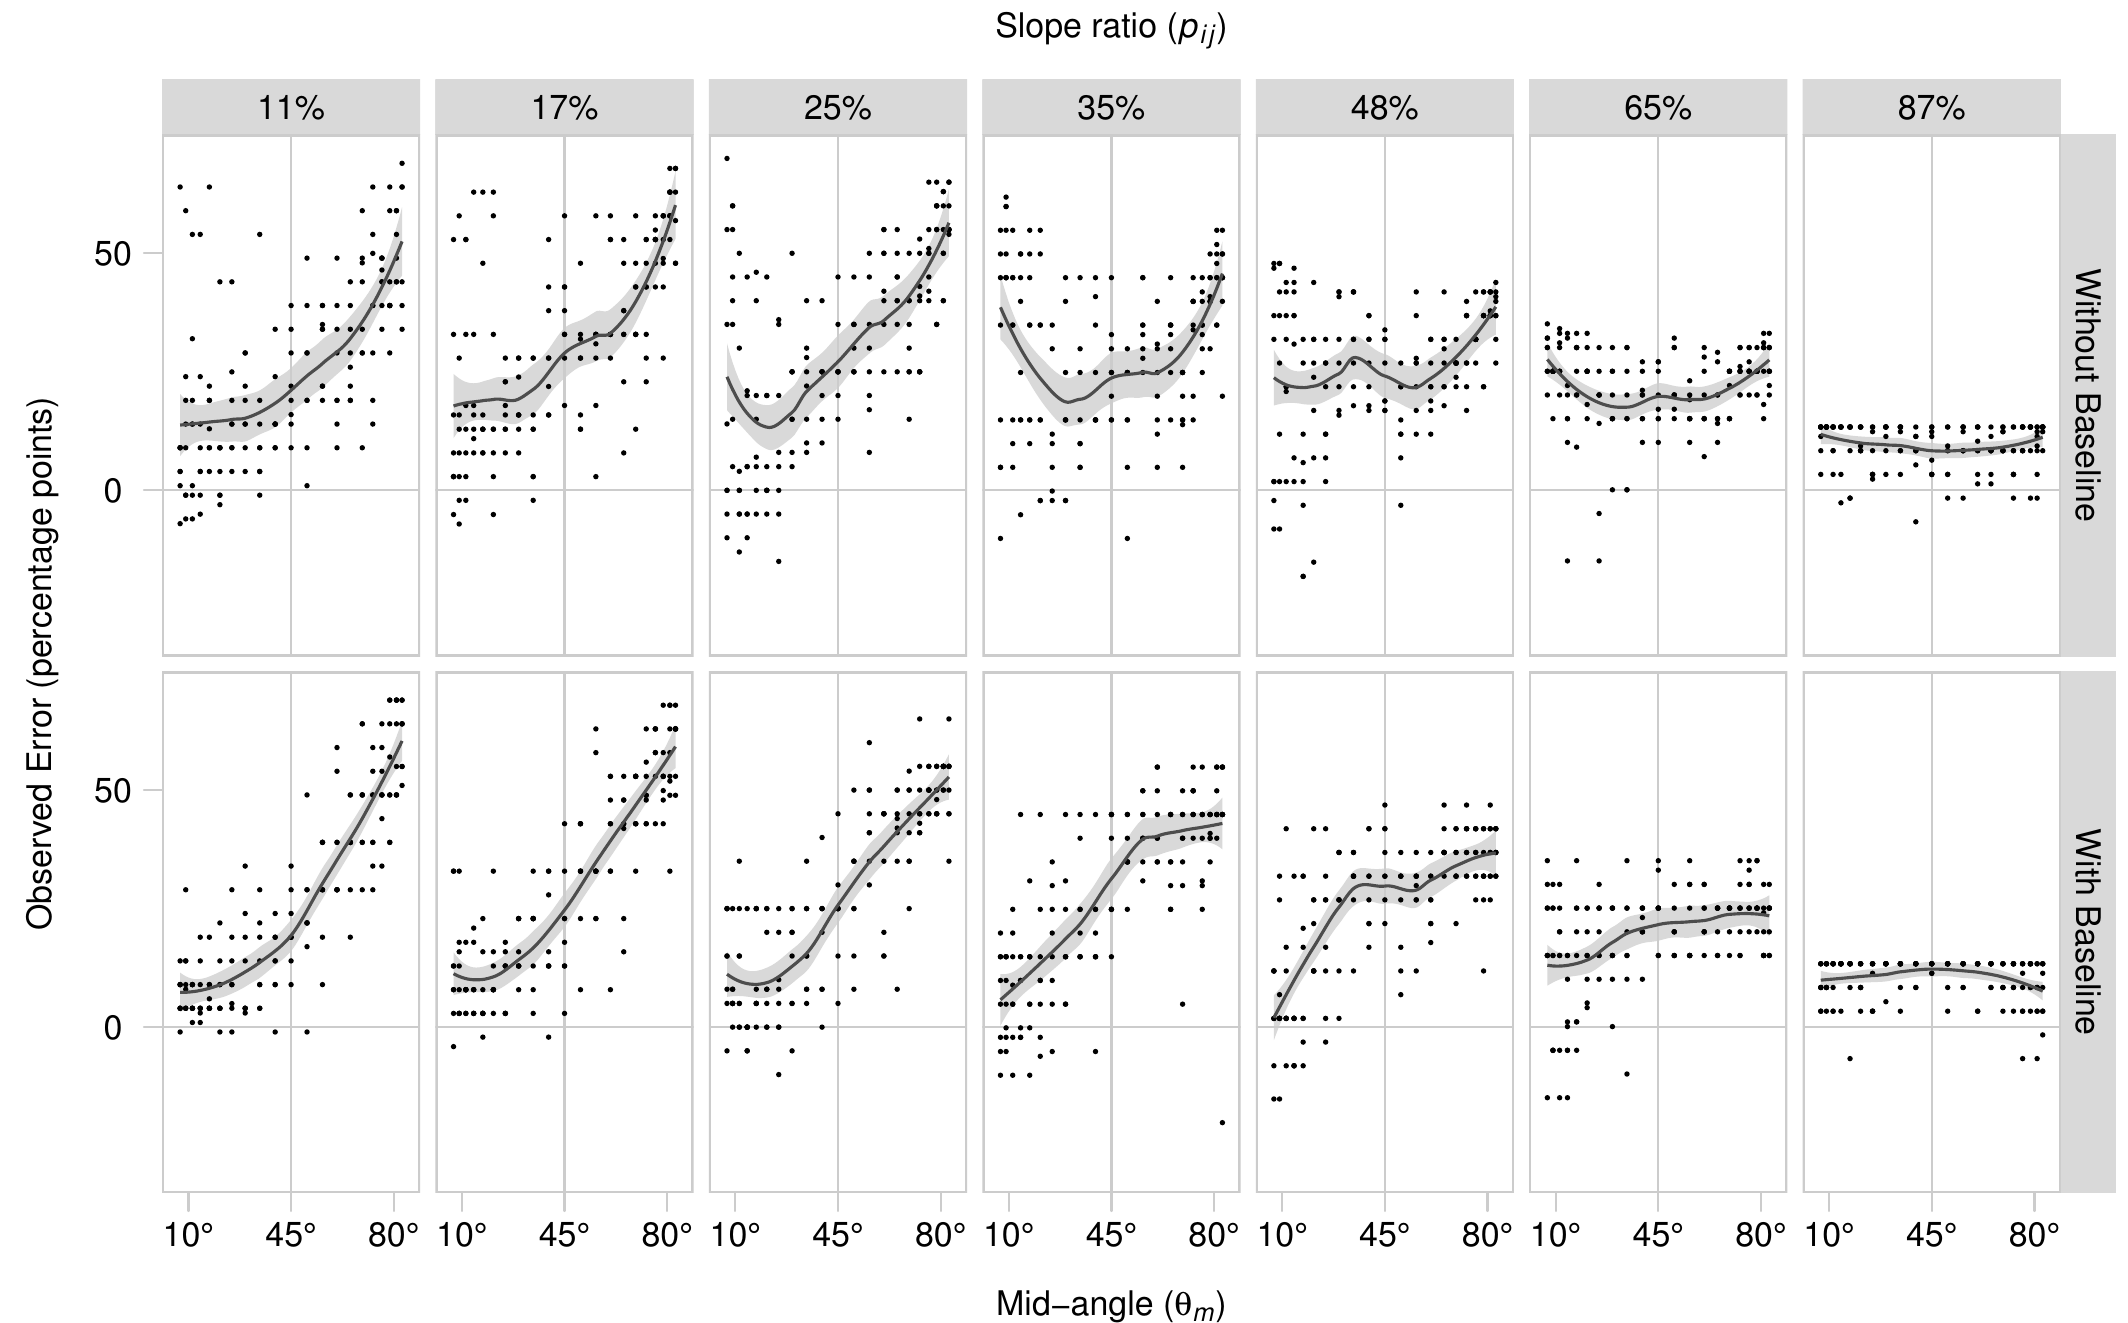 Slope ratio (pij)
11% 17% 25% 35% 48% 65% 87%
Observed Error (percentage points)
50
0
Without Baseline
50
0
With Baseline
10° 45° 80° 10° 45° 80° 10° 45° 80° 10° 45° 80° 10° 45° 80° 10° 45° 80° 10° 45° 80°
Mid−angle (θm)